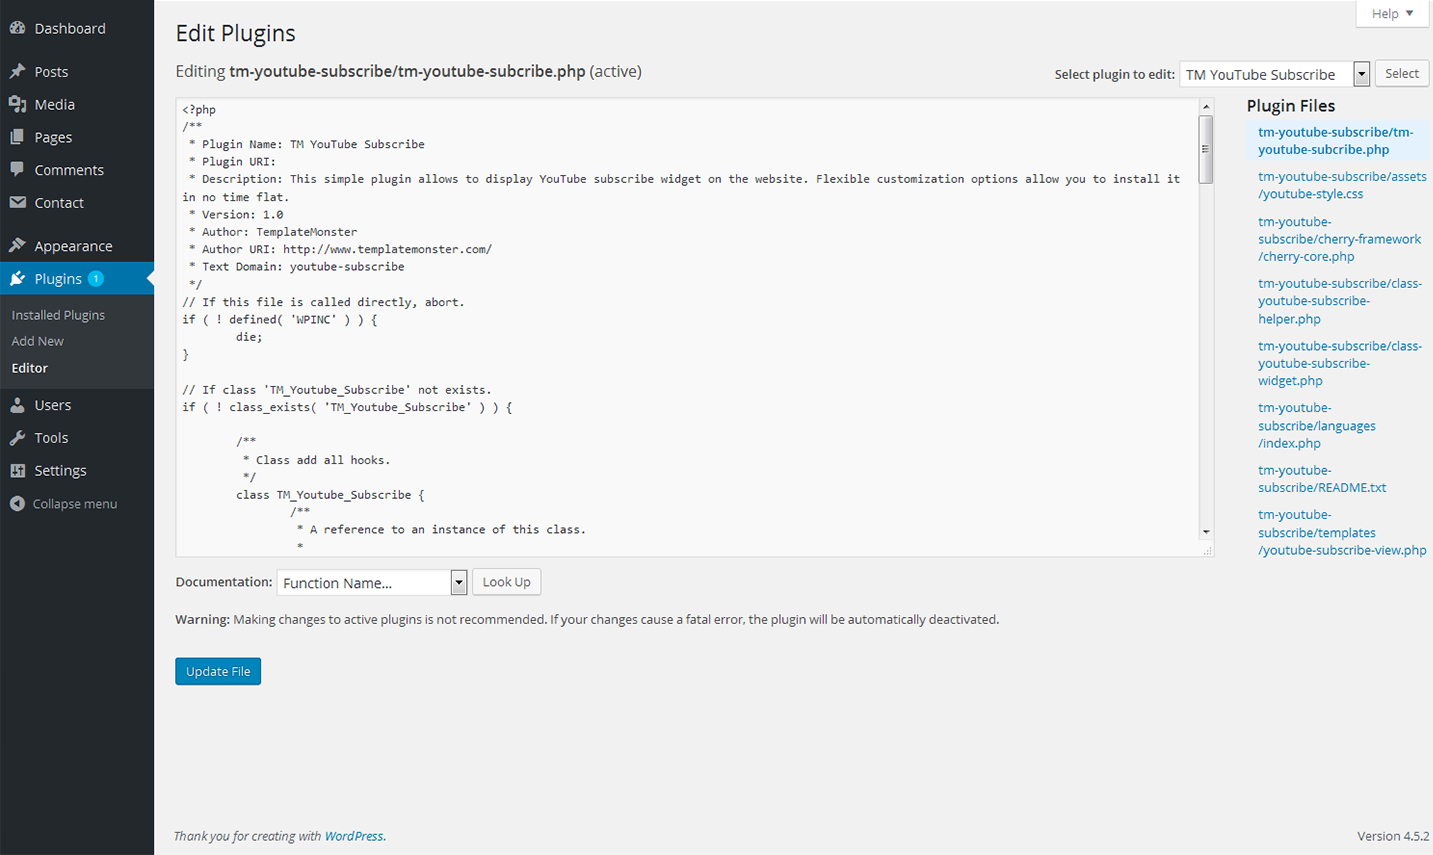 Dashboard
Posts
Media
Pages
Comments
Contact
Appearance
Plugins 1
Installed Plugins
Add New
Editor
Users
Tools
Settings
Collapse menu
Help
Edit Plugins
Editing tm-youtube-subscribe/tm-youtube-subcribe.php (active)
Select plugin to edit: TM YouTube Subscribe Select
<?php
/**
 * Plugin Name: TM YouTube Subscribe
 * Plugin URI:
 * Description: This simple plugin allows to display YouTube subscribe widget on the website. Flexible customization options allow you to install it
in no time flat.
 * Version: 1.0
 * Author: TemplateMonster
 * Author URI: http://www.templatemonster.com/
 * Text Domain: youtube-subscribe
 */
// If this file is called directly, abort.
if ( ! defined( 'WPINC' ) ) {
        die;
}
// If class 'TM_Youtube_Subscribe' not exists.
if ( ! class_exists( 'TM_Youtube_Subscribe' ) ) {
        /**
         * Class add all hooks.
         */
        class TM_Youtube_Subscribe {
                /**
                 * A reference to an instance of this class.
                 *
Plugin Files
tm-youtube-subscribe/tm-
youtube-subcribe.php
tm-youtube-subscribe/assets
/youtube-style.css
tm-youtube-
subscribe/cherry-framework
/cherry-core.php
tm-youtube-subscribe/class-
youtube-subscribe-
helper.php
tm-youtube-subscribe/class-
youtube-subscribe-
widget.php
tm-youtube-
subscribe/languages
/index.php
tm-youtube-
subscribe/README.txt
tm-youtube-
subscribe/templates
/youtube-subscribe-view.php
Documentation: Function Name... Look Up
Warning: Making changes to active plugins is not recommended. If your changes cause a fatal error, the plugin will be automatically deactivated.
Update File
Thank you for creating with WordPress.
Version 4.5.2